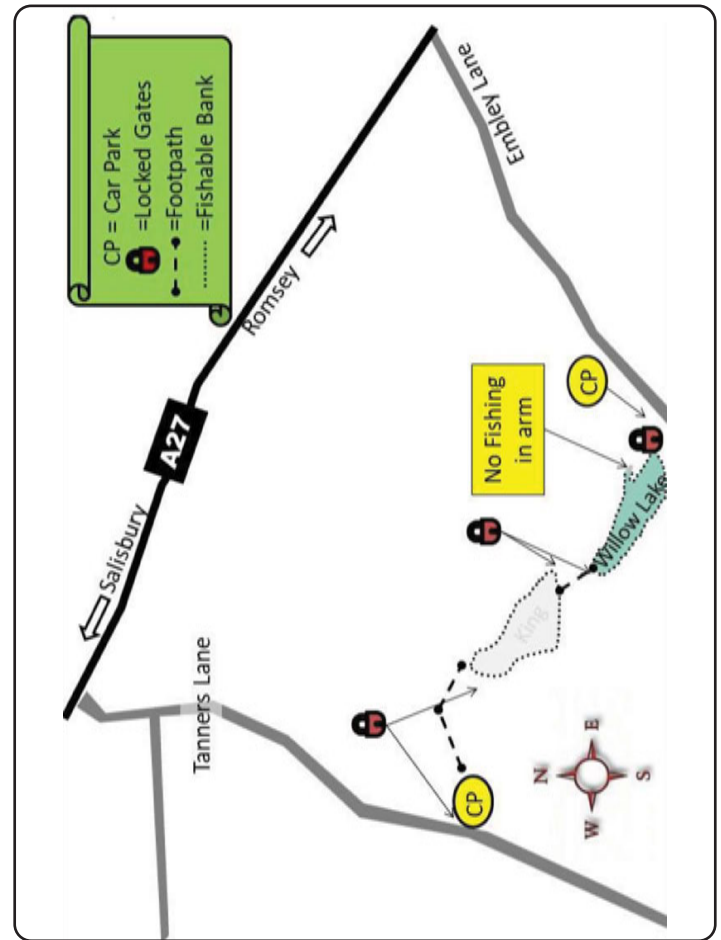 CP = Car Park
=Locked Gates
=Footpath
=Fishable Bank
Embley Lane
Romsey
A27
Salisbury
Tanners Lane
No Fishing
in arm
CP
Willow Lake
King
CP
N
E
S
W